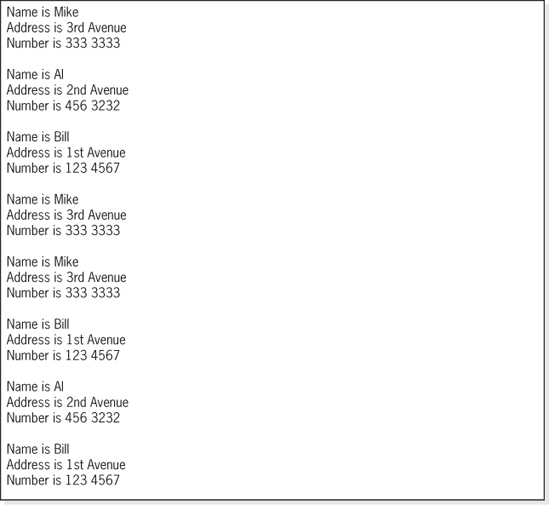 Name is Mike
Address is 3rd Avenue
Number is 333 3333
Name is Al
Address is 2nd Avenue
Number is 456 3232
Name is Bill
Address is 1st Avenue
Number is 123 4567
Name is Mike
Address is 3rd Avenue
Number is 333 3333
Name is Mike
Address is 3rd Avenue
Number is 333 3333
Name is Bill
Address is 1st Avenue
Number is 123 4567
Name is Al
Address is 2nd Avenue
Number is 456 3232
Name is Bill
Address is 1st Avenue
Number is 123 4567